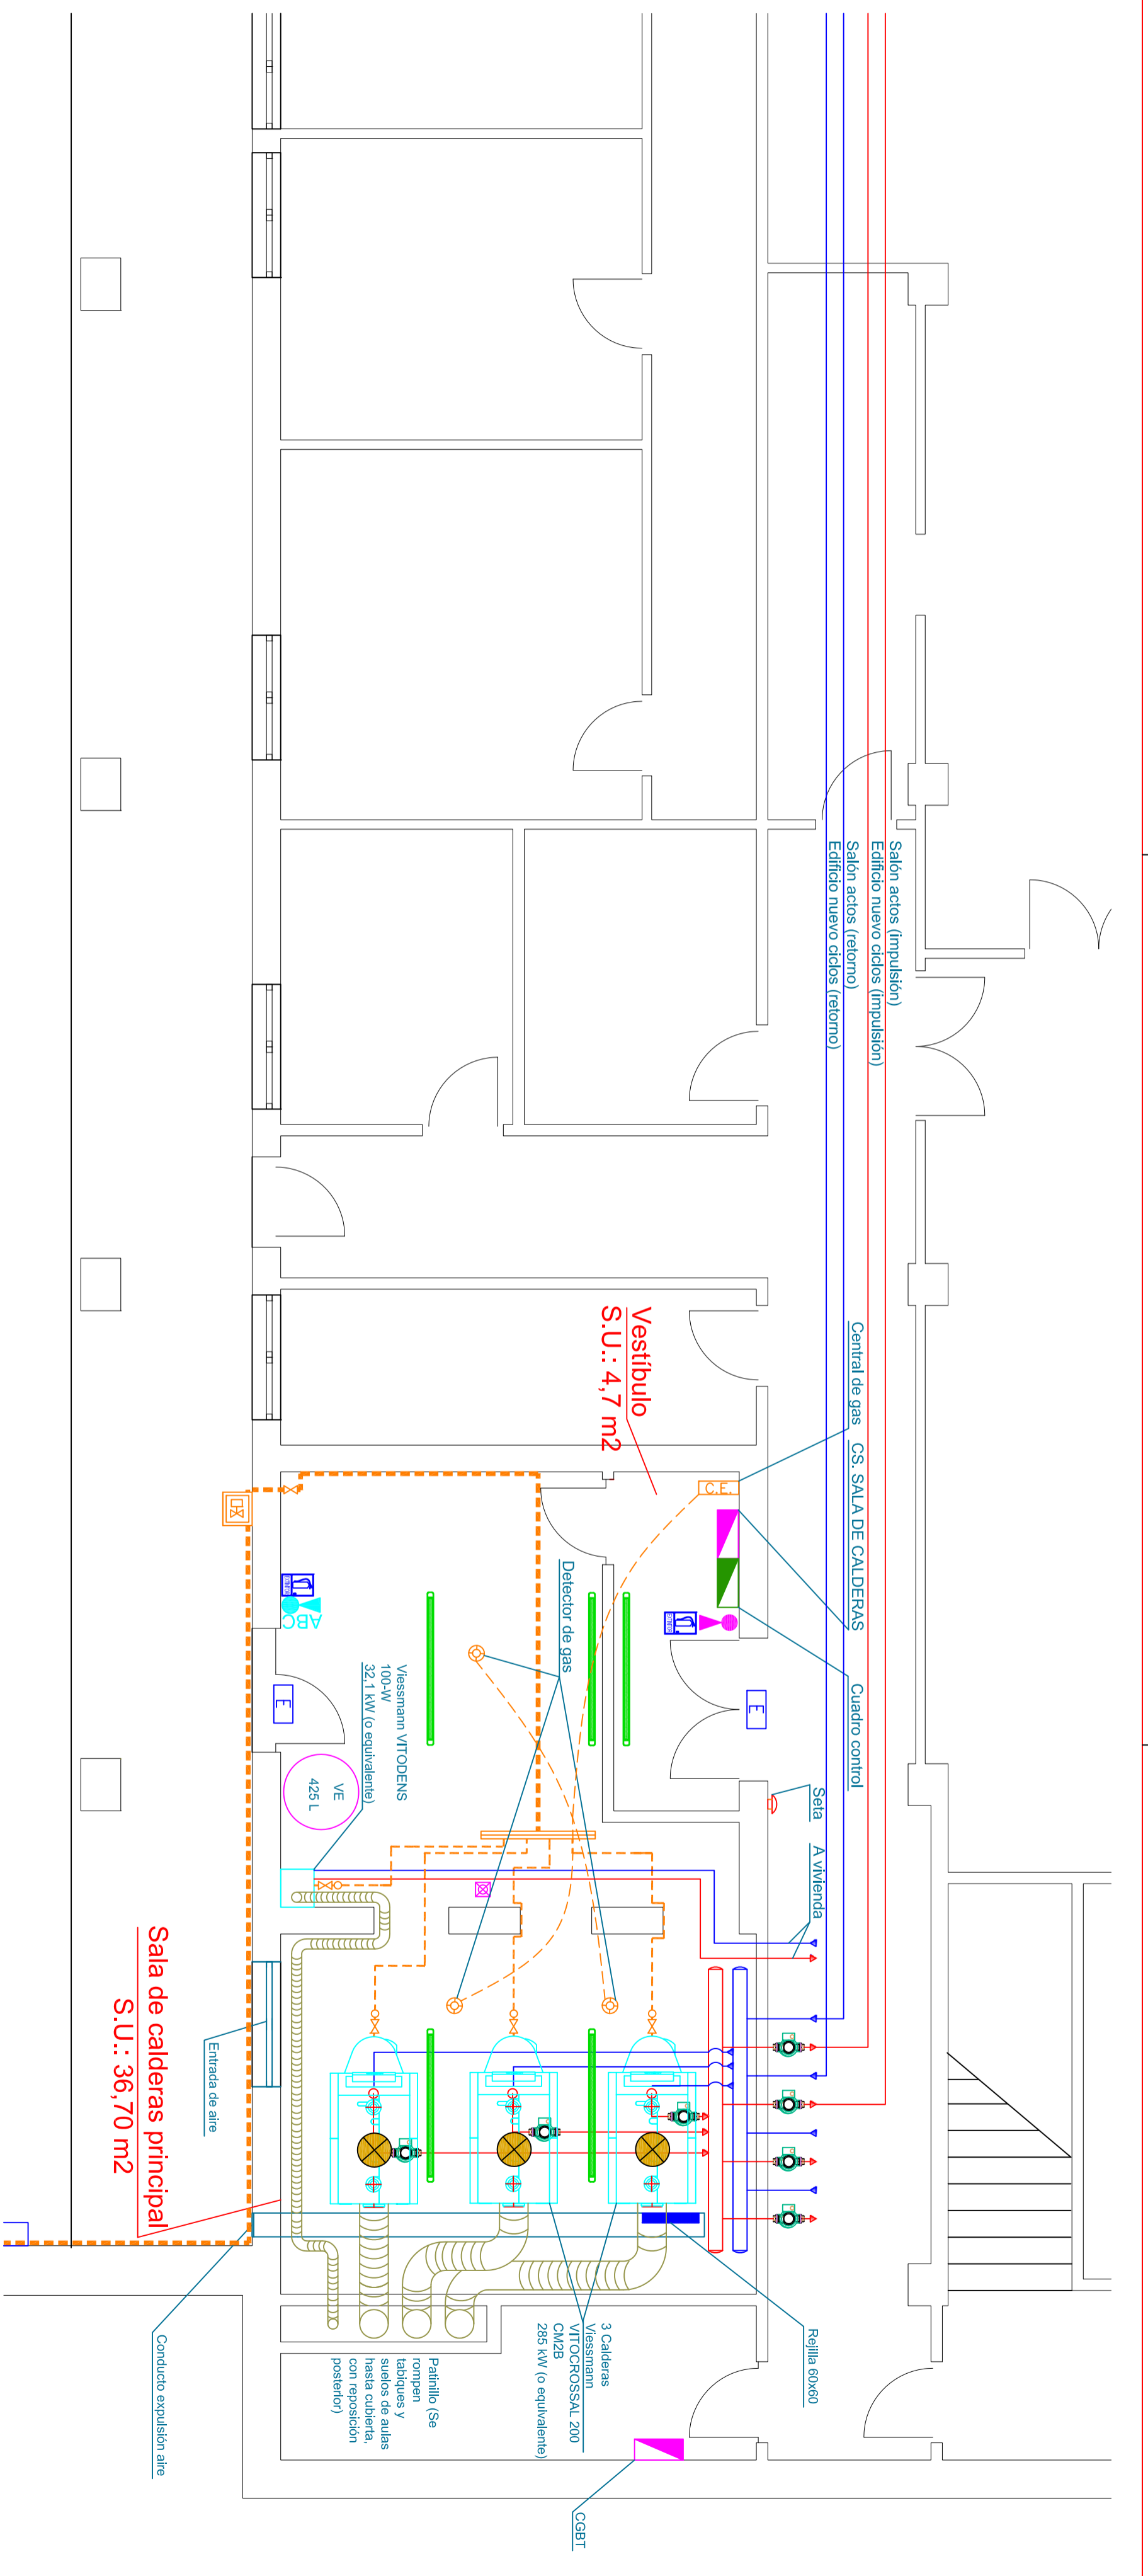 Salón actos (impulsión)
Edificio nuevo ciclos (impulsión)
Salón actos (retorno)
Edificio nuevo ciclos (retorno)
Central de gas
CS. SALA DE CALDERAS
Cuadro control
Seta
A vivienda
Vestíbulo
S.U.: 4,7 m2
C.E.
E
Detector de gas
ABC
E
Viessmann VITODENS
100-W
32,1 kW (o equivalente)
VE
425 L
Sala de calderas principal
S.U.: 36,70 m2
Entrada de aire
Conducto expulsión aire
Rejilla 60x60
3 Calderas
Viessmann
VITOCROSSAL 200
CM2B
285 kW (o equivalente)
Patinillo (Se
rompen
tabiques y
suelos de aulas
hasta cubierta,
con reposición
posterior)
CGBT